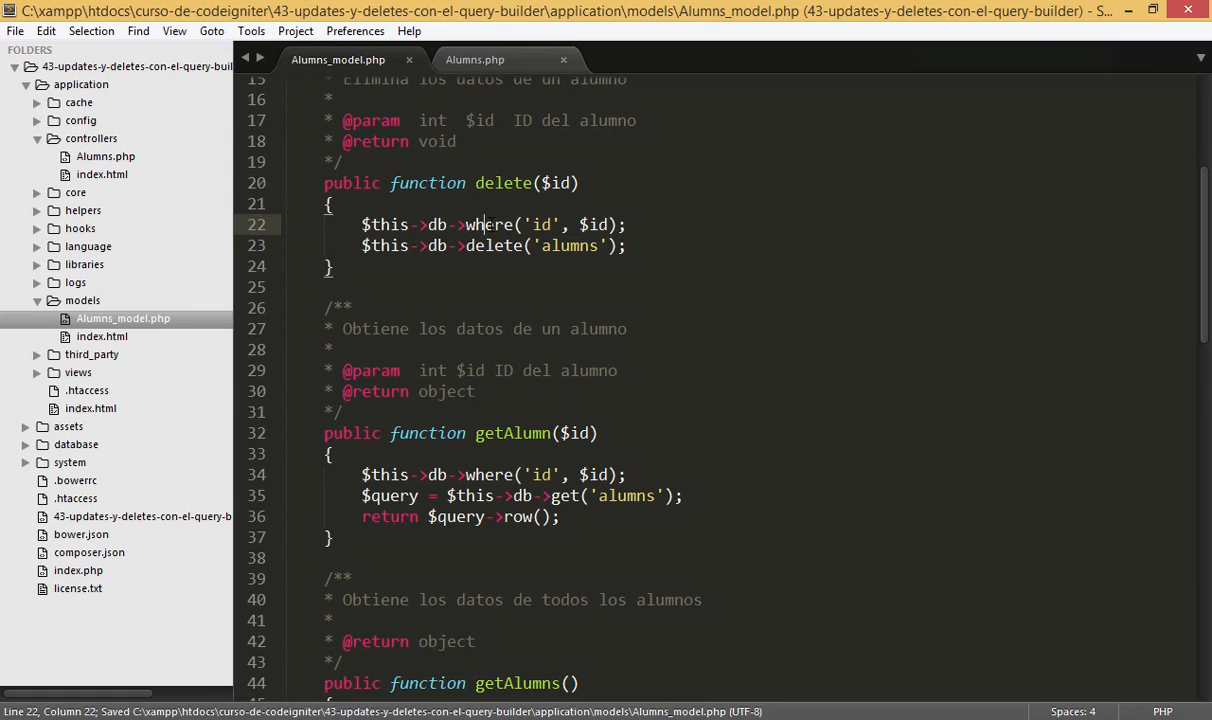 C:\xampp\htdocs\curso-de-codeigniter\43-updates-y-deletes-con-el-query-builder\application\models\Alumns_model.php (43-updates-y-deletes-con-el-query-builder) - S...
File Edit Selection Find View Goto Tools Project Preferences Help
FOLDERS
43-updates-y-deletes-con-el-query-buil
application
cache
config
controllers
Alumns.php
index.html
core
helpers
hooks
language
libraries
logs
models
Alumns_model.php
index.html
third_party
views
.htaccess
index.html
assets
database
system
.bowerrc
.htaccess
43-updates-y-deletes-con-el-query-b
bower.json
composer.json
index.php
license.txt
Alumns_model.php × Alumns.php ×
15 * Elimina los datos de un alumno
16 *
17 * @param int $id ID del alumno
18 * @return void
19 */
20 public function delete($id)
21 {
22 $this->db->where('id', $id);
23 $this->db->delete('alumns');
24 }
25
26 /**
27 * Obtiene los datos de un alumno
28 *
29 * @param int $id ID del alumno
30 * @return object
31 */
32 public function getAlumn($id)
33 {
34 $this->db->where('id', $id);
35 $query = $this->db->get('alumns');
36 return $query->row();
37 }
38
39 /**
40 * Obtiene los datos de todos los alumnos
41 *
42 * @return object
43 */
44 public function getAlumns()
Line 22, Column 22; Saved C:\xampp\htdocs\curso-de-codeigniter\43-updates-y-deletes-con-el-query-builder\application\models\Alumns_model.php (UTF-8) Spaces: 4 PHP